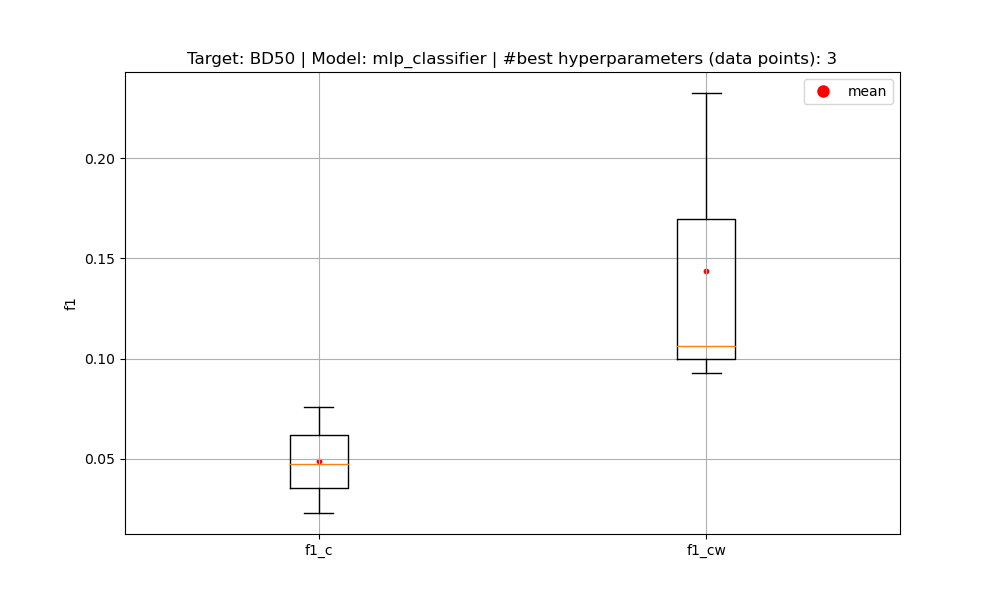 Target: BD50 | Model: mlp_classifier | #best hyperparameters (data points): 3
mean
0.20
0.15
0.10
0.05
f1
f1_c
f1_cw